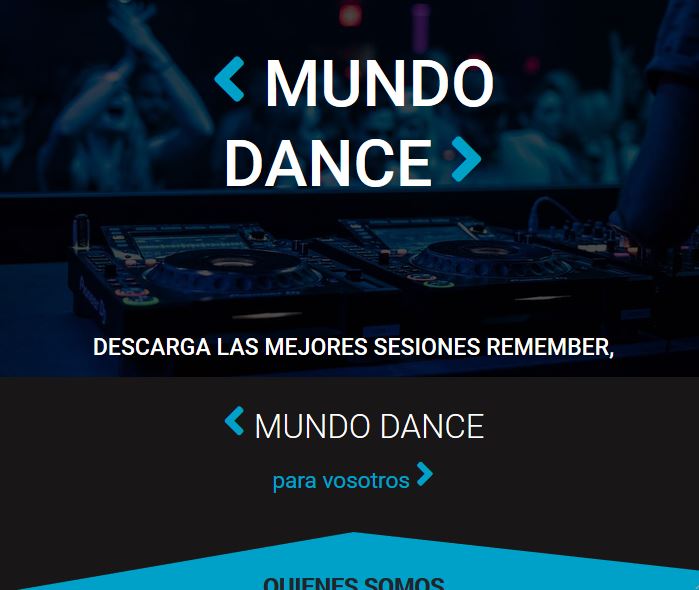 MUNDO
DANCE
DESCARGA LAS MEJORES SESIONES REMEMBER,
MUNDO DANCE
para vosotros
QUIENES SOMOS